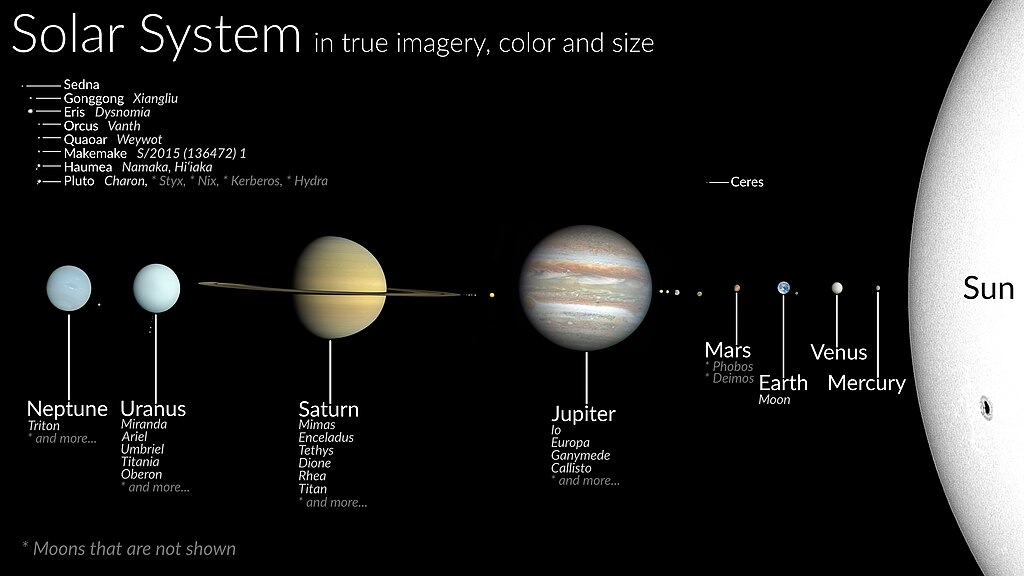 Solar System in true imagery, color and size
Sedna
Gonggong Xiangliu
Eris Dysnomia
Orcus Vanth
Quaoar Weywot
Makemake S/2015 (136472) 1
Haumea Namaka, Hi'iaka
Pluto Charon, * Styx, * Nix, * Kerberos, * Hydra
Ceres
Sun
Neptune
Triton
* and more...
Uranus
Miranda
Ariel
Umbriel
Titania
Oberon
* and more...
Saturn
Mimas
Enceladus
Tethys
Dione
Rhea
Titan
* and more...
Jupiter
Io
Europa
Ganymede
Callisto
* and more...
Mars
* Phobos
* Deimos
Earth
Moon
Venus
Mercury
* Moons that are not shown